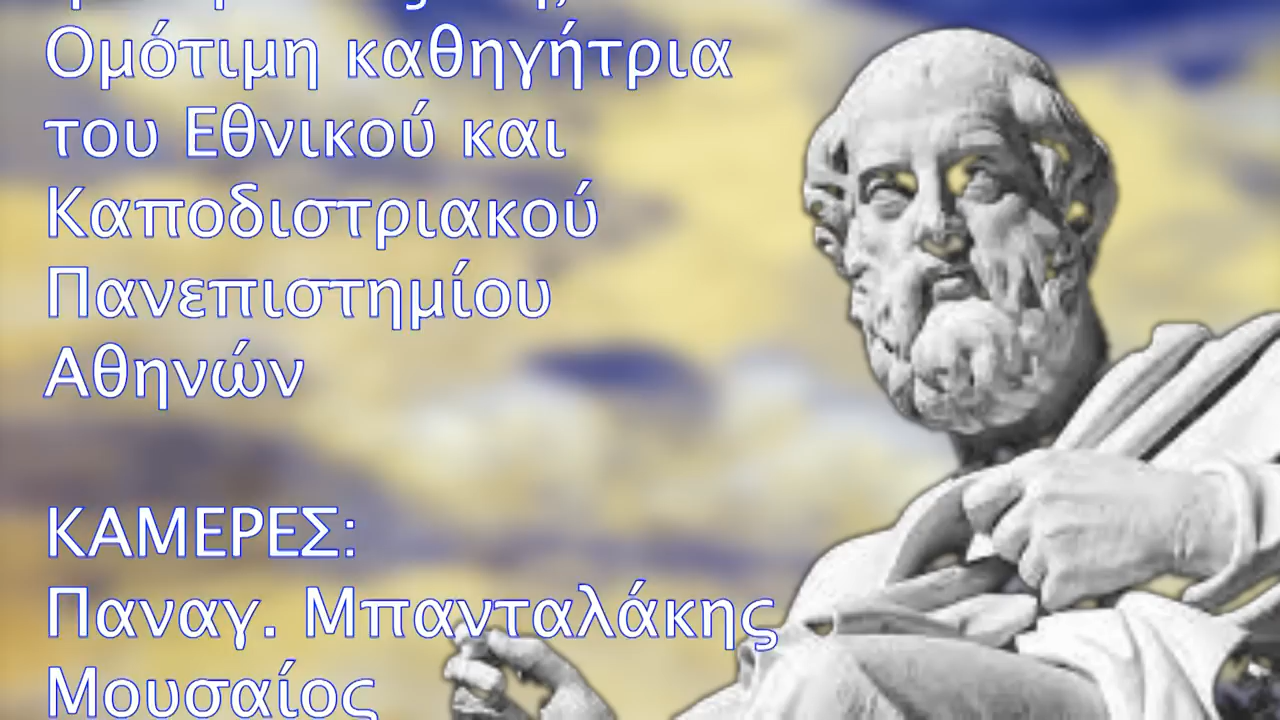 Ομότιμη καθηγήτρια
του Εθνικού και
Καποδιστριακού
Πανεπιστημίου
Αθηνών
ΚΑΜΕΡΕΣ:
Παναγ. Μπανταλάκης
Μουσαίος